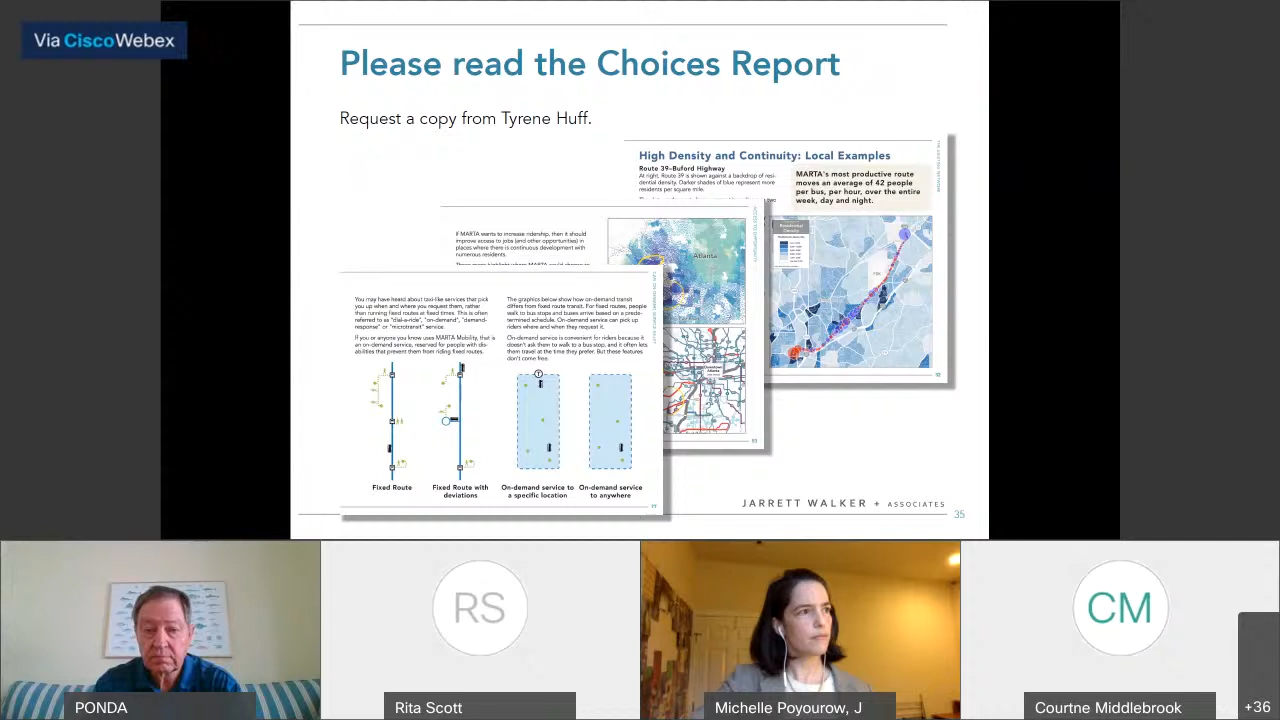 Via Cisco Webex
Please read the Choices Report
Request a copy from Tyrene Huff.
High Density and Continuity: Local Examples
Route 39–Buford Highway
At right, Route 39 is shown against a backdrop of resi-
dential density. Darker shades of blue represent more
residents per square mile.
MARTA's most productive route
moves an average of 42 people
per bus, per hour, over the entire
week, day and night.
Residential
Density
If MARTA wants to increase ridership, then it should
improve access to jobs (and other opportunities) in
places where there is continuous development with
numerous residents.
Atlanta
Downtown
Atlanta
You may have heard about taxi-like services that pick
you up when and where you request them, rather
than running fixed routes at fixed times. This is often
referred to as "dial-a-ride", "on-demand", "demand-
response" or "microtransit" service.
If you or anyone you know uses MARTA Mobility, that is
an on-demand service, reserved for people with dis-
abilities that prevent them from riding fixed routes.
The graphics below show how on-demand transit
differs from fixed route transit. For fixed routes, people
walk to bus stops and buses arrive based on a prede-
termined schedule. On-demand service can pick up
riders where and when they request it.
On-demand service is convenient for riders because it
doesn't ask them to walk to a bus stop, and it often lets
them travel at the time they prefer. But these features
don't come free.
Fixed Route
Fixed Route with
deviations
On-demand service to
a specific location
On-demand service
to anywhere
JARRETT WALKER + ASSOCIATES
35
PONDA
RS
Rita Scott
Michelle Poyourow, J
CM
Courtne Middlebrook
+36